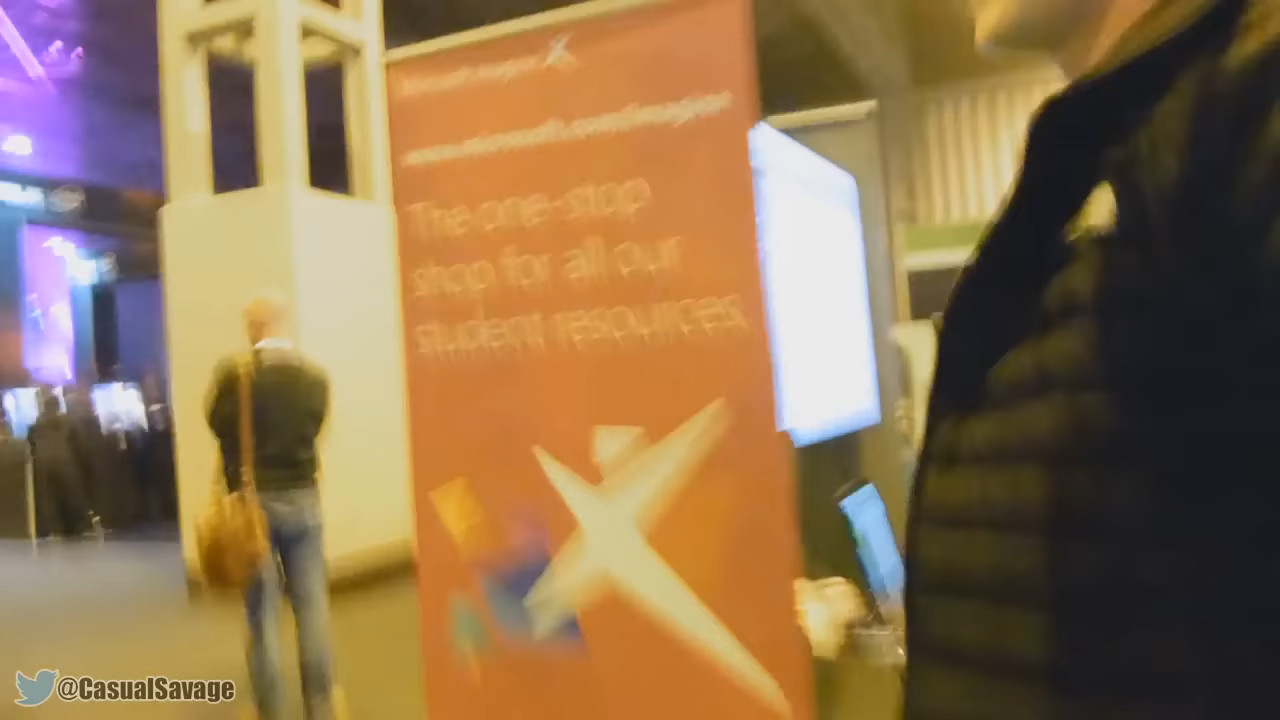 The one-stop
shop for all our
student resources
@CasualSavage